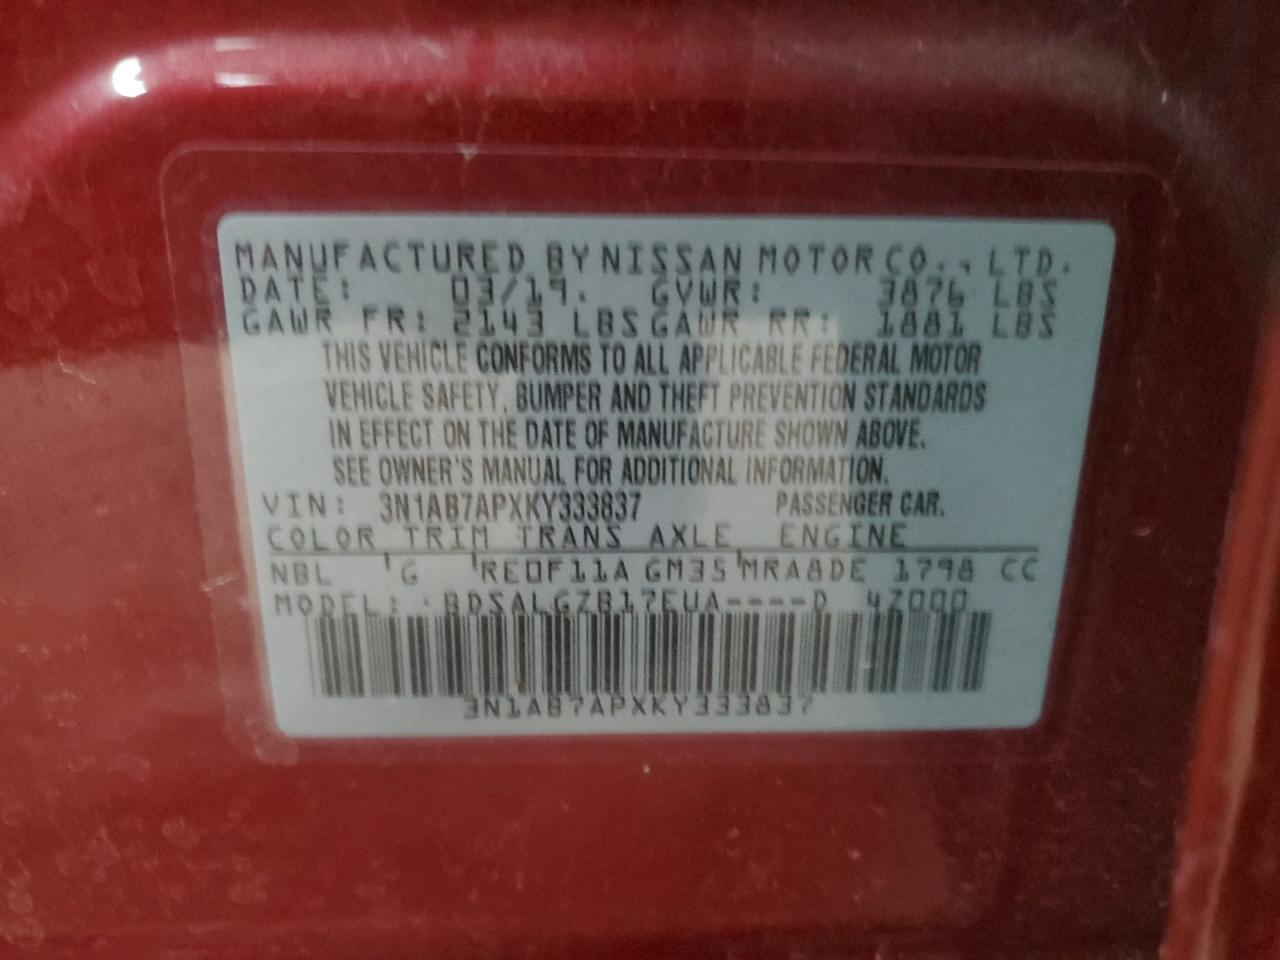 MANUFACTURED BY NISSAN MOTOR CO., LTD.
DATE: 03/19. GVWR: 3876 LBS
GAWR FR: 2143 LBS GAWR RR: 1881 LBS
THIS VEHICLE CONFORMS TO ALL APPLICABLE FEDERAL MOTOR
VEHICLE SAFETY, BUMPER AND THEFT PREVENTION STANDARDS
IN EFFECT ON THE DATE OF MANUFACTURE SHOWN ABOVE.
SEE OWNER'S MANUAL FOR ADDITIONAL INFORMATION.
VIN: 3N1AB7APXKY333837 PASSENGER CAR.
COLOR TRIM TRANS AXLE ENGINE
NBL G RE0F11A GM35 MRA8DE 1798 CC
MODEL: BDSALGZB17EUA----D 4Z000
3N1AB7APXKY333837